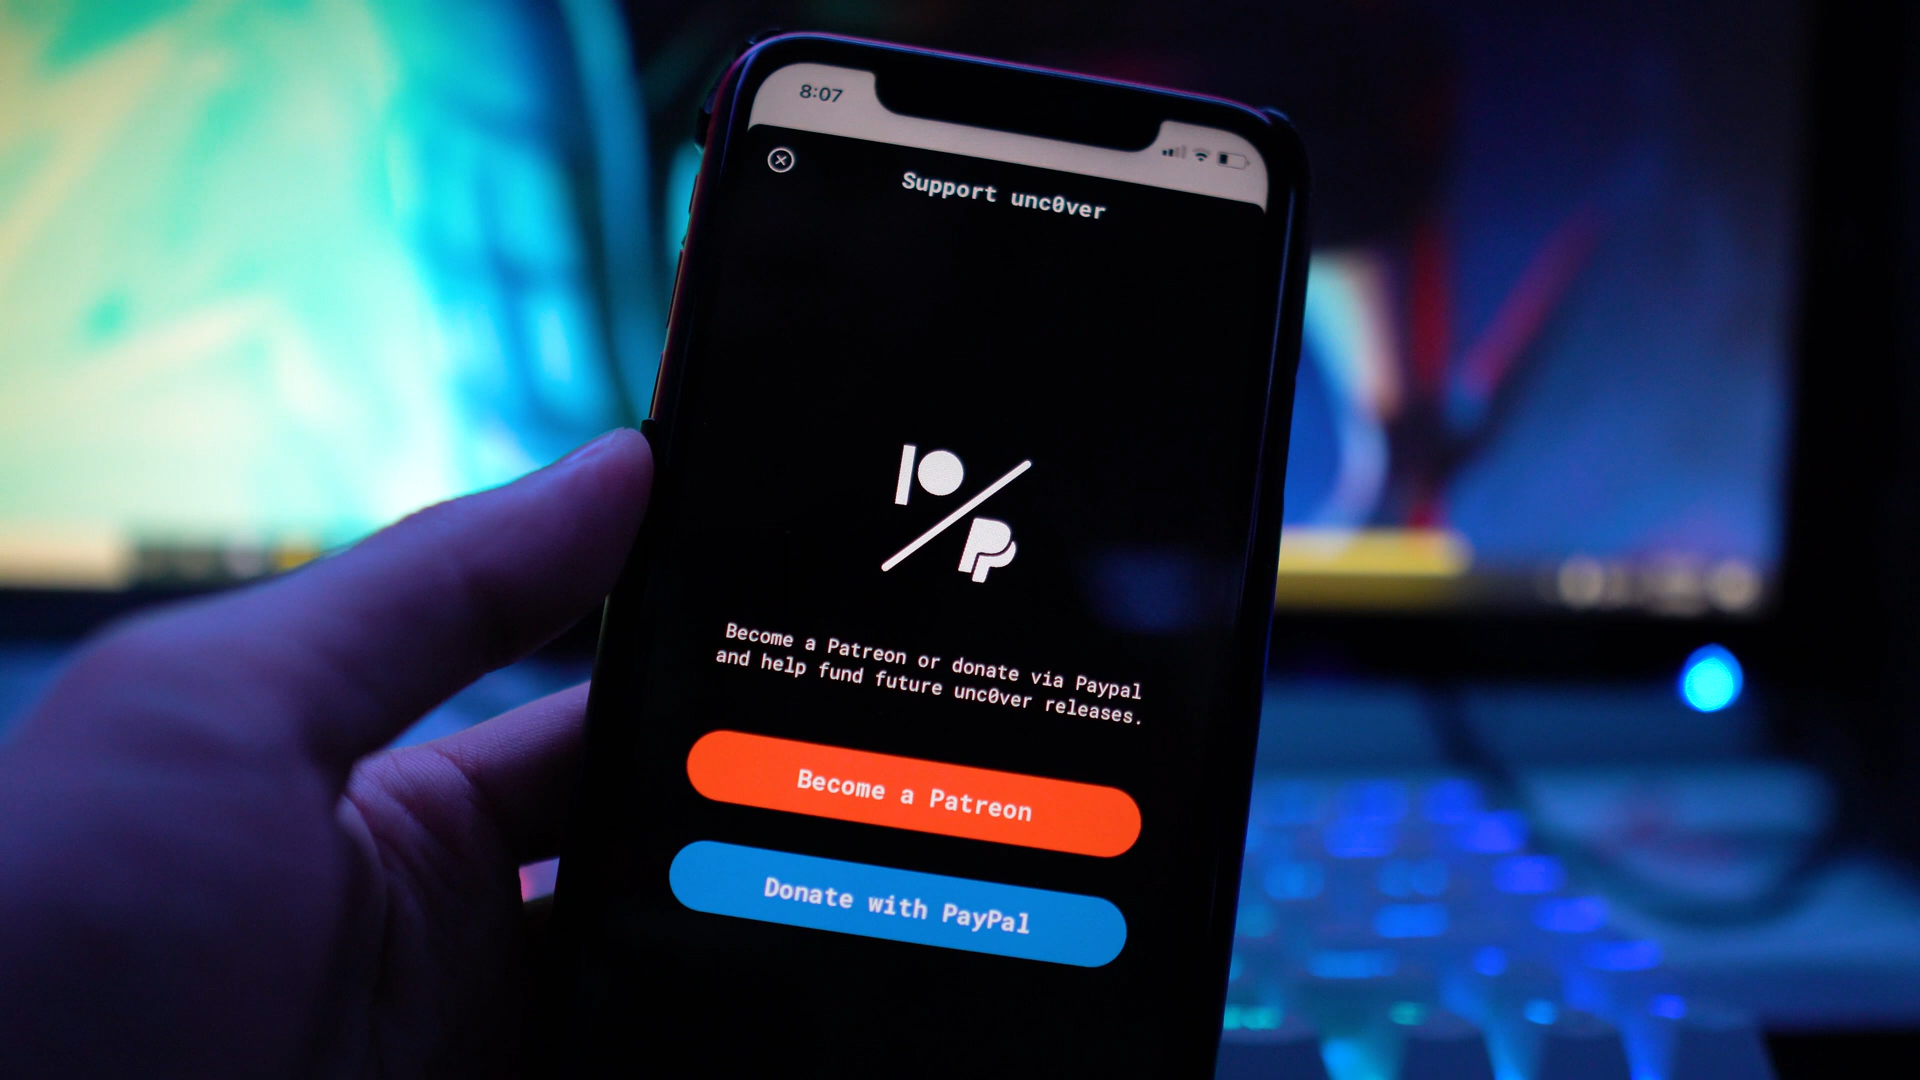 8:07
Support unc0ver
Become a Patreon or donate via Paypal
and help fund future unc0ver releases.
Become a Patreon
Donate with PayPal